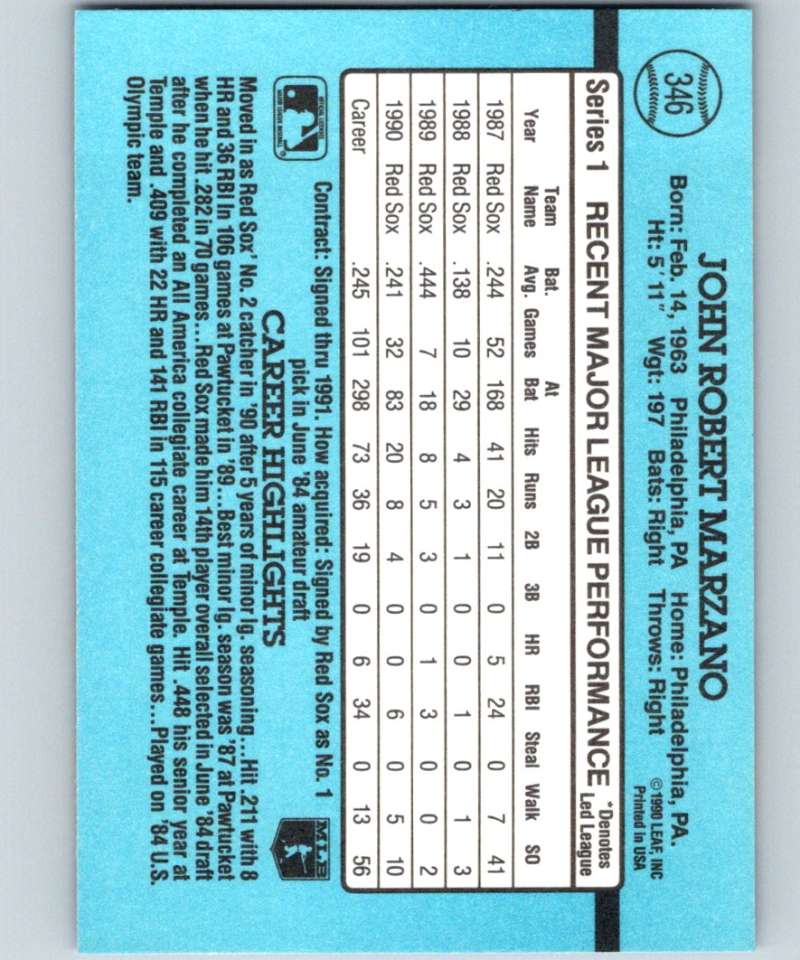 346
JOHN ROBERT MARZANO
Born: Feb. 14, 1963 Philadelphia, PA Home: Philadelphia, PA.
Ht: 5'11" Wgt: 197 Bats: Right Throws: Right
©1990 LEAF, INC
Printed in USA
Series 1 RECENT MAJOR LEAGUE PERFORMANCE *Denotes Led League
Year Team Name Bat. Avg. Games At Bat Hits Runs 2B 3B HR RBI Steal Walk SO
1987 Red Sox .244 52 168 41 20 11 0 5 24 0 7 41
1988 Red Sox .138 10 29 4 3 1 0 0 1 0 1 3
1989 Red Sox .444 7 18 8 5 3 0 1 3 0 0 2
1990 Red Sox .241 32 83 20 8 4 0 0 6 0 5 10
Career .245 101 298 73 36 19 0 6 34 0 13 56
Contract: Signed thru 1991. How acquired: Signed by Red Sox as No. 1
pick in June '84 amateur draft
MLB
CAREER HIGHLIGHTS
Moved in as Red Sox' No. 2 catcher in '90 after 5 years of minor lg. seasoning...Hit .211 with 8
HR and 36 RBI In 106 games at Pawtucket in '89...Best minor lg. season was '87 at Pawtucket
when he hit .282 in 70 games...Red Sox made him 14th player overall selected in June '84 draft
after he completed an All America collegiate career at Temple. Hit .448 his senior year at
Temple and .409 with 22 HR and 141 RBI in 115 career collegiate games...Played on '84 U.S.
Olympic team.